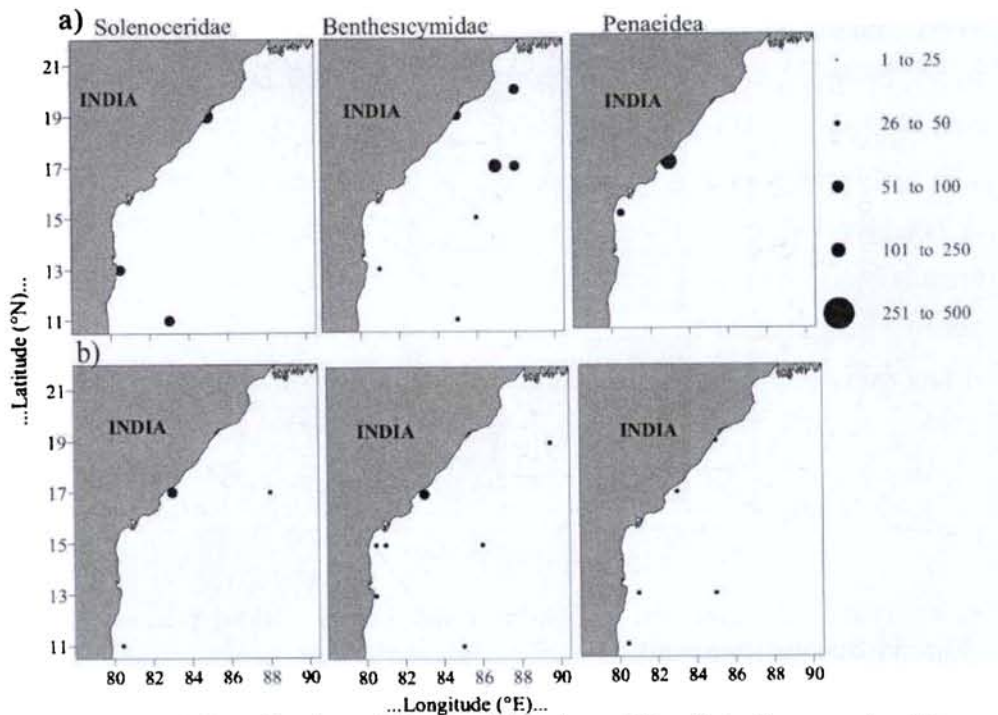 a) Solenoceridae Benthesicymidae Penaeidea
INDIA INDIA INDIA
21
19
17
15
13
11
1 to 25
26 to 50
51 to 100
101 to 250
251 to 500
...Latitude (°N)...
b)
INDIA INDIA INDIA
21
19
17
15
13
11
80 82 84 86 88 90 80 82 84 86 88 90 80 82 84 86 88 90
...Longitude (°E)...